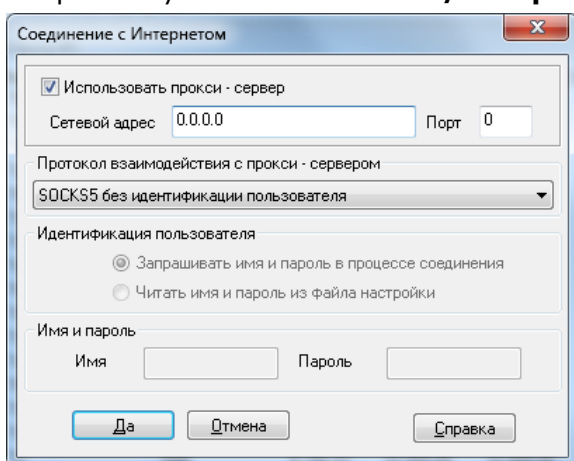 Соединение с Интернетом
Использовать прокси - сервер
Сетевой адрес 0.0.0.0 Порт 0
Протокол взаимодействия с прокси - сервером
SOCKS5 без идентификации пользователя
Идентификация пользователя
Запрашивать имя и пароль в процессе соединения
Читать имя и пароль из файла настройки
Имя и пароль
Имя Пароль
Да Отмена Справка